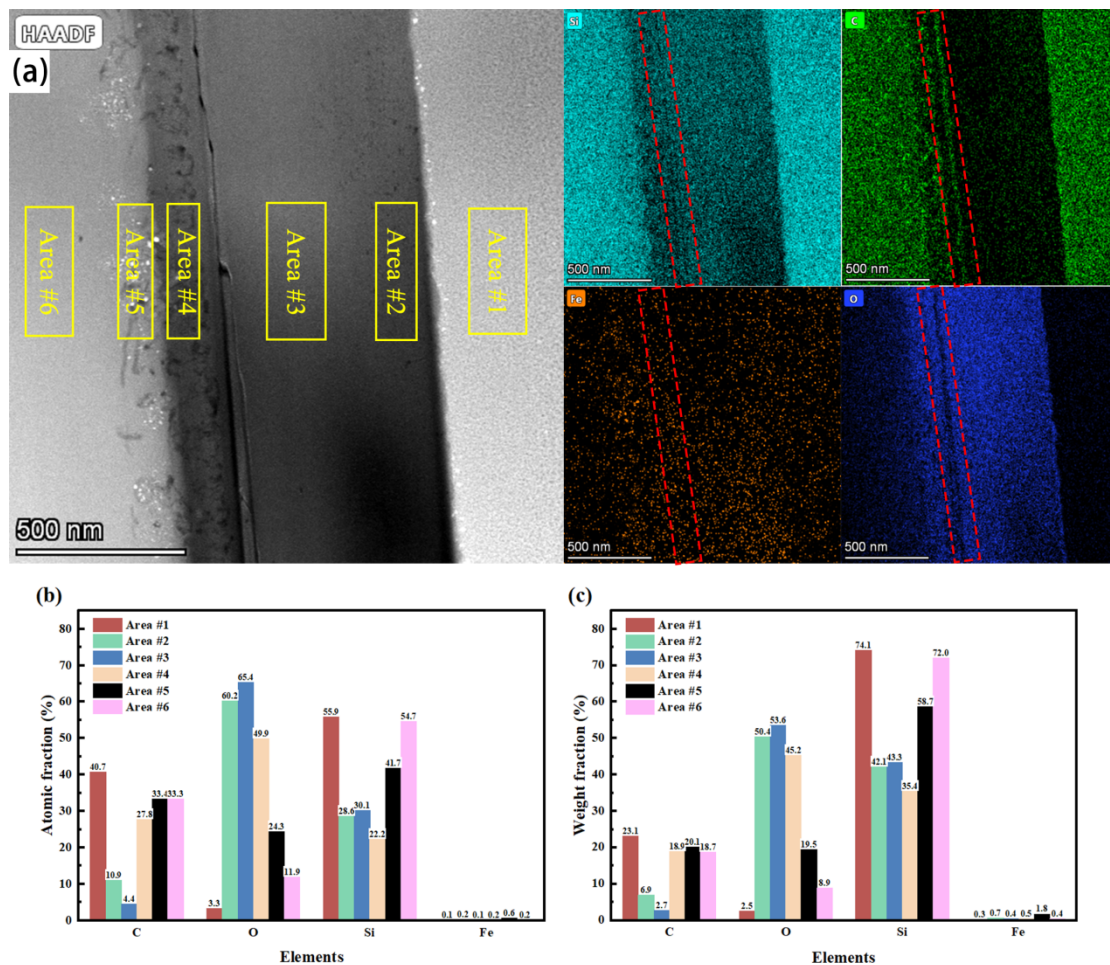 HAADF
(a)
Area #6
Area #5
Area #4
Area #3
Area #2
Area #1
500 nm
Si
500 nm
C
500 nm
Fe
500 nm
O
500 nm
(b)
Area #1
Area #2
Area #3
Area #4
Area #5
Area #6
Atomic fraction (%)
80
70
60
50
40
30
20
10
0
40.7
10.9
4.4
27.8
33.4
33.3
3.3
60.2
65.4
49.9
24.3
11.9
55.9
28.6
30.1
22.2
41.7
54.7
0.1
0.2
0.1
0.2
0.6
0.2
C O Si Fe
Elements
(c)
Area #1
Area #2
Area #3
Area #4
Area #5
Area #6
Weight fraction (%)
80
70
60
50
40
30
20
10
0
23.1
6.9
2.7
18.9
20.1
18.7
2.5
50.4
53.6
45.2
19.5
8.9
74.1
42.1
43.3
35.4
58.7
72.0
0.3
0.7
0.4
0.5
1.8
0.4
C O Si Fe
Elements